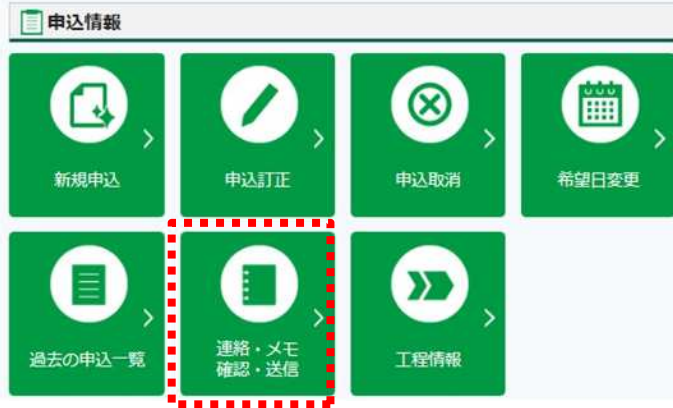 申込情報
新規申込
申込訂正
申込取消
希望日変更
過去の申込一覧
連絡・メモ
確認・送信
工程情報